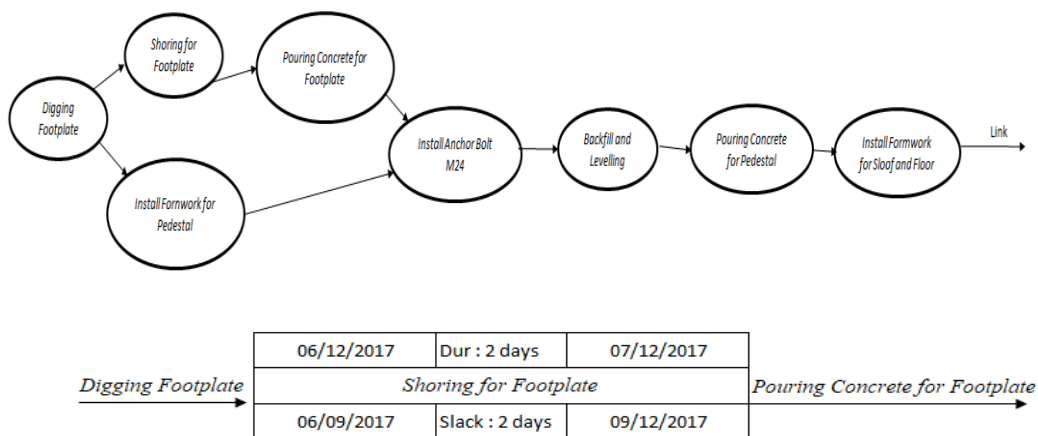 Shoring for
Footplate
Pouring Concrete for
Footplate
Digging
Footplate
Install Anchor Bolt
M24
Backfill and
Levelling
Pouring Concrete
for Pedestal
Install Formwork
for Sloof and Floor
Link
Install Fornwork for
Pedestal
06/12/2017 Dur : 2 days 07/12/2017
Digging Footplate Shoring for Footplate Pouring Concrete for Footplate
06/09/2017 Slack : 2 days 09/12/2017